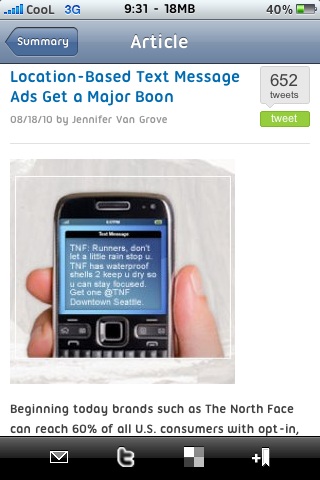 CooL 3G 9:31 - 18MB 40%
Summary
Article
Location-Based Text Message
Ads Get a Major Boon
652
tweets
tweet
08/18/10 by Jennifer Van Grove
Text Message
TNF: Runners, don't
let a little rain stop u.
TNF has waterproof
shells 2 keep u dry so
u can stay focused.
Get one @TNF
Downtown Seattle.
Beginning today brands such as The North Face
can reach 60% of all U.S. consumers with opt-in,